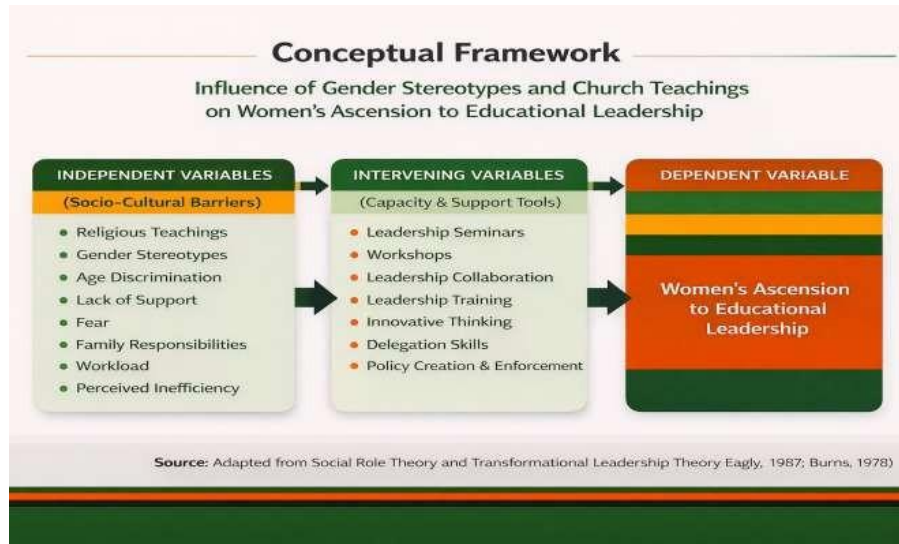 Conceptual Framework
Influence of Gender Stereotypes and Church Teachings
on Women's Ascension to Educational Leadership
INDEPENDENT VARIABLES
(Socio-Cultural Barriers)
• Religious Teachings
• Gender Stereotypes
• Age Discrimination
• Lack of Support
• Fear
• Family Responsibilities
• Workload
• Perceived Inefficiency
INTERVENING VARIABLES
(Capacity & Support Tools)
• Leadership Seminars
• Workshops
• Leadership Collaboration
• Leadership Training
• Innovative Thinking
• Delegation Skills
• Policy Creation & Enforcement
DEPENDENT VARIABLE
Women's Ascension
to Educational
Leadership
Source: Adapted from Social Role Theory and Transformational Leadership Theory Eagly, 1987; Burns, 1978)